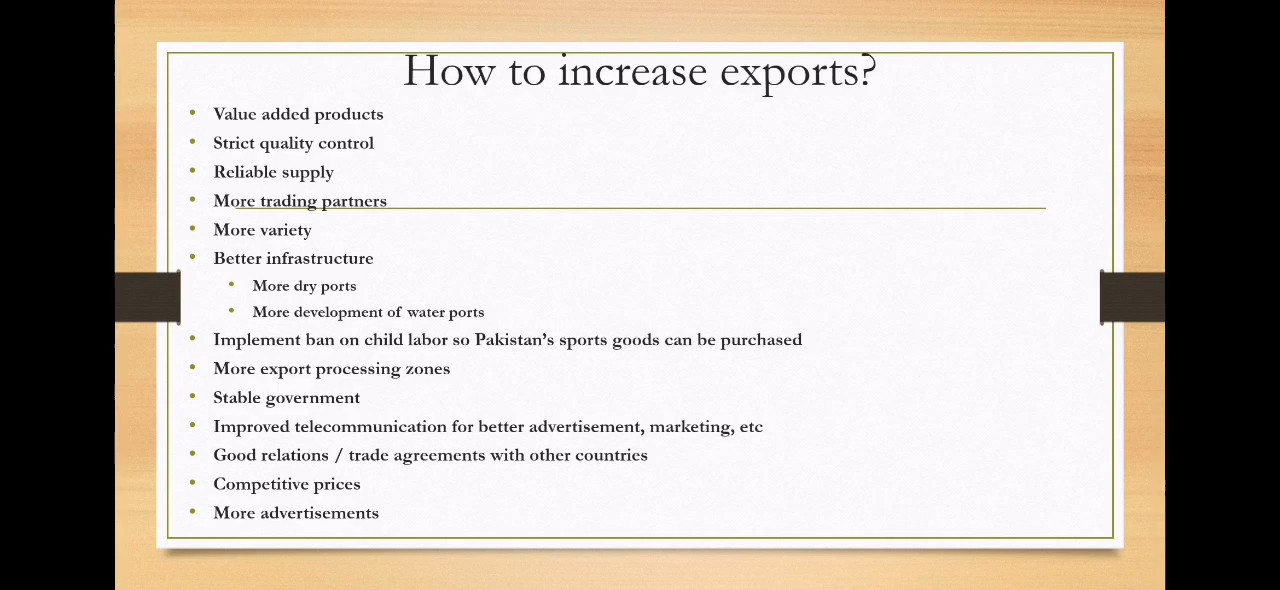 How to increase exports?
• Value added products
• Strict quality control
• Reliable supply
• More trading partners
• More variety
• Better infrastructure
• More dry ports
• More development of water ports
• Implement ban on child labor so Pakistan’s sports goods can be purchased
• More export processing zones
• Stable government
• Improved telecommunication for better advertisement, marketing, etc
• Good relations / trade agreements with other countries
• Competitive prices
• More advertisements